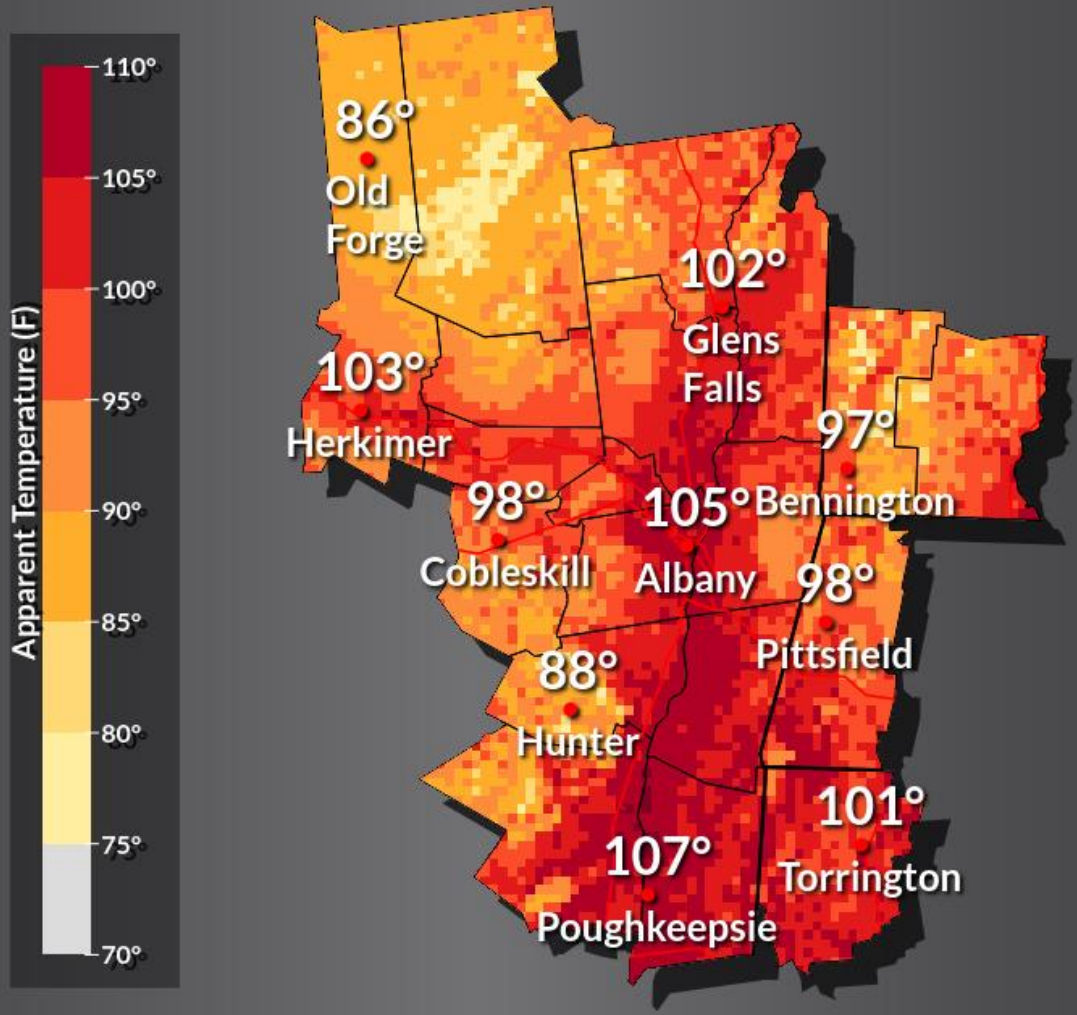 Apparent Temperature (F)
110°
105°
100°
95°
90°
85°
80°
75°
70°
86°
Old
Forge
102°
Glens
Falls
103°
Herkimer
97°
Bennington
98°
Cobleskill
105°
Albany
98°
Pittsfield
88°
Hunter
101°
Torrington
107°
Poughkeepsie